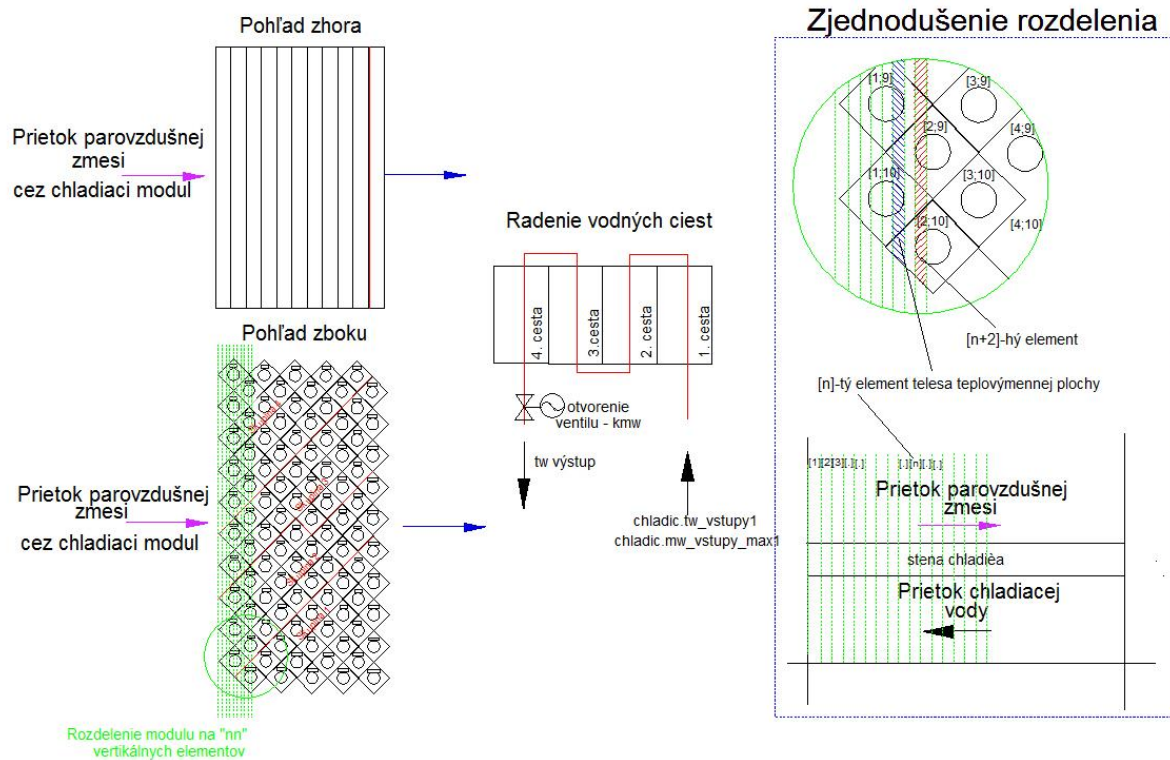 Pohľad zhora
Prietok parovzdušnej
zmesi
cez chladiaci modul
Pohľad zboku
Prietok parovzdušnej
zmesi
cez chladiaci modul
Rozdelenie modulu na "nn"
vertikálnych elementov
Radenie vodných ciest
4. cesta
3.cesta
2. cesta
1. cesta
otvorenie
ventilu - kmw
tw výstup
chladic.tw_vstupy1
chladic.mw_vstupy_max1
Zjednodušenie rozdelenia
[1;9]
[3;9]
[2;9]
[4;9]
[1;10]
[3;10]
[2;10]
[4;10]
[n+2]-hý element
[n]-tý element telesa teplovýmennej plochy
[1][2][3][.][.]
[.][n][.][.]
Prietok parovzdušnej
zmesi
stena chladièa
Prietok chladiacej
vody